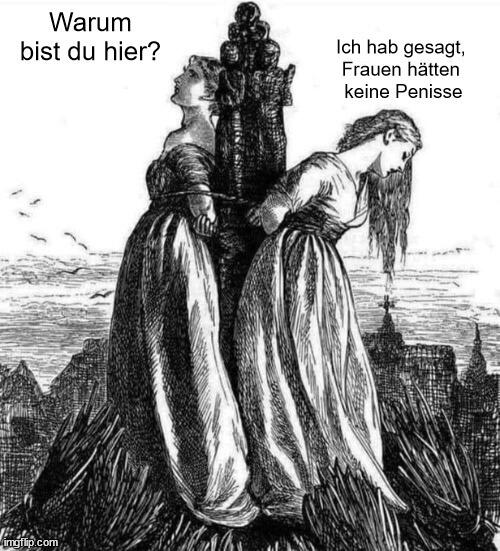 Warum
bist du hier?
Ich hab gesagt,
Frauen hätten
keine Penisse
imgflip.com